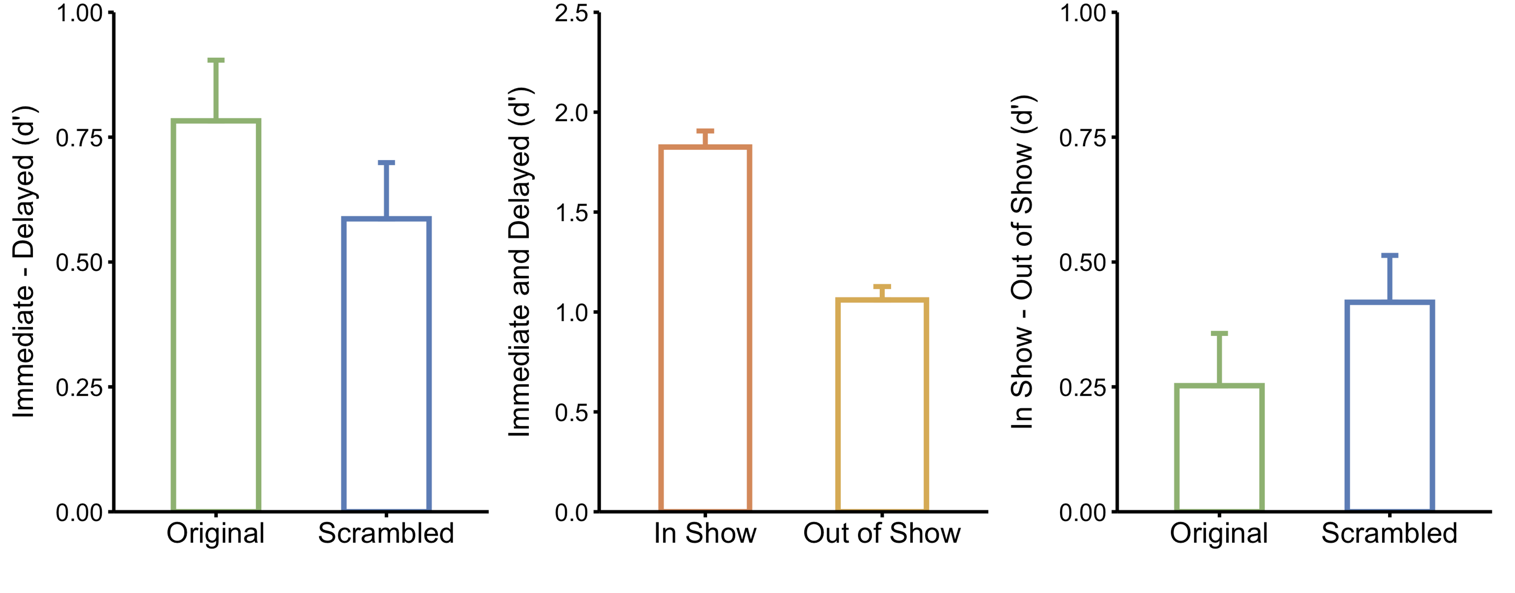 Immediate - Delayed (d')
1.00
0.75
0.50
0.25
0.00
Original Scrambled
Immediate and Delayed (d')
2.5
2.0
1.5
1.0
0.5
0.0
In Show Out of Show
In Show - Out of Show (d')
1.00
0.75
0.50
0.25
0.00
Original Scrambled